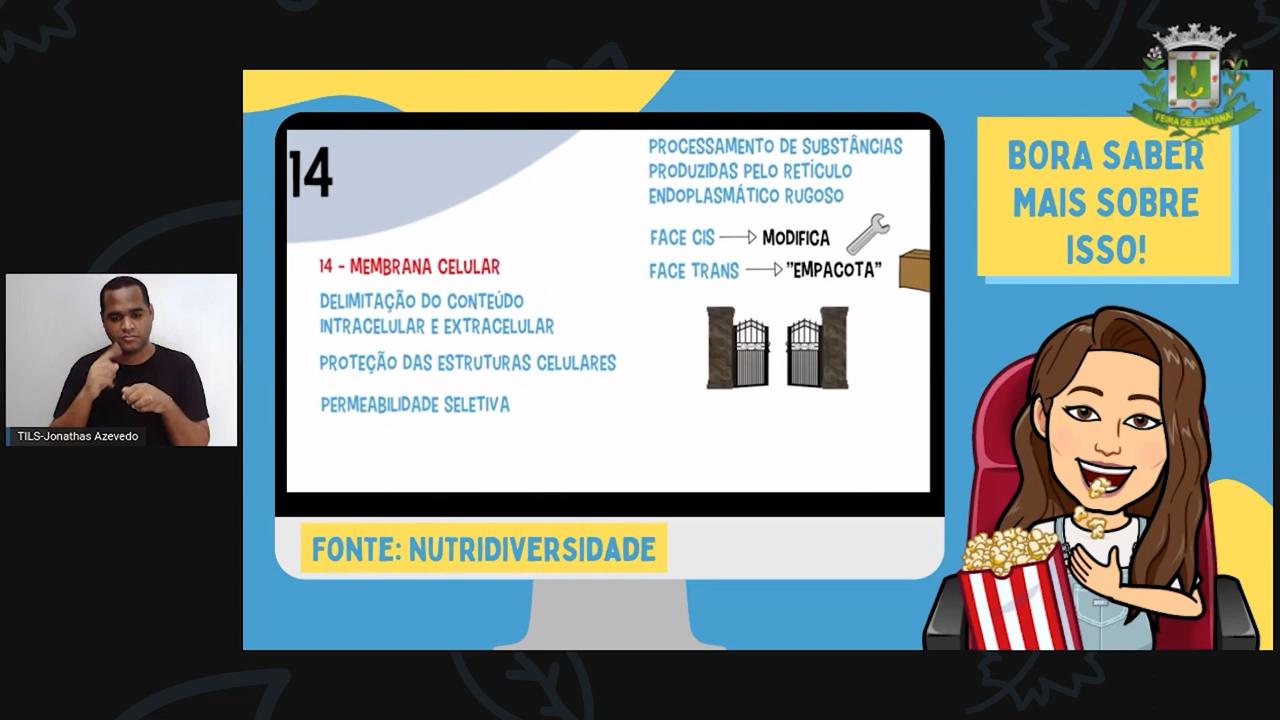 FEIRA DE SANTANA
BORA SABER
MAIS SOBRE
ISSO!
14
14 - MEMBRANA CELULAR
DELIMITAÇÃO DO CONTEÚDO
INTRACELULAR E EXTRACELULAR
PROTEÇÃO DAS ESTRUTURAS CELULARES
PERMEABILIDADE SELETIVA
PROCESSAMENTO DE SUBSTÂNCIAS
PRODUZIDAS PELO RETÍCULO
ENDOPLASMÁTICO RUGOSO
FACE CIS → MODIFICA
FACE TRANS → "EMPACOTA"
TILS-Jonathas Azevedo
FONTE: NUTRIDIVERSIDADE